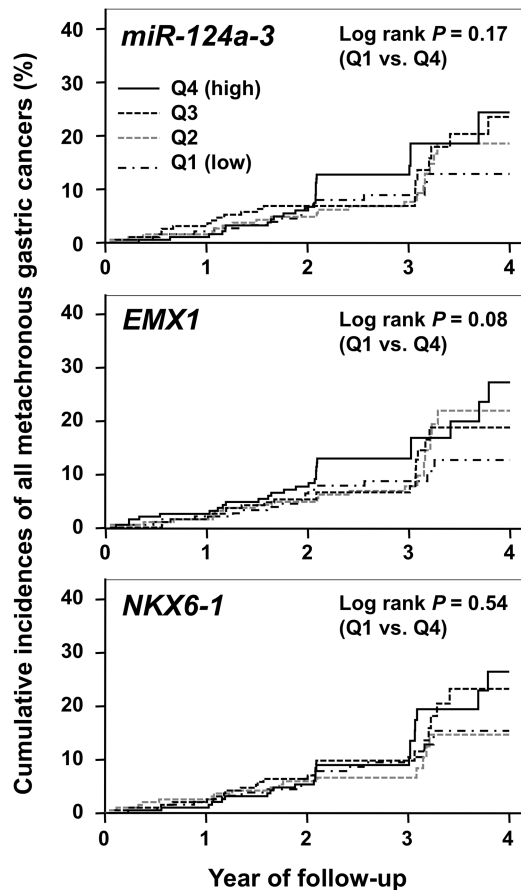 Cumulative incidences of all metachronous gastric cancers (%)
miR-124a-3
Log rank P = 0.17
(Q1 vs. Q4)
Q4 (high)
Q3
Q2
Q1 (low)
40
30
20
10
0
0 1 2 3 4
EMX1
Log rank P = 0.08
(Q1 vs. Q4)
40
30
20
10
0
0 1 2 3 4
NKX6-1
Log rank P = 0.54
(Q1 vs. Q4)
40
30
20
10
0
0 1 2 3 4
Year of follow-up